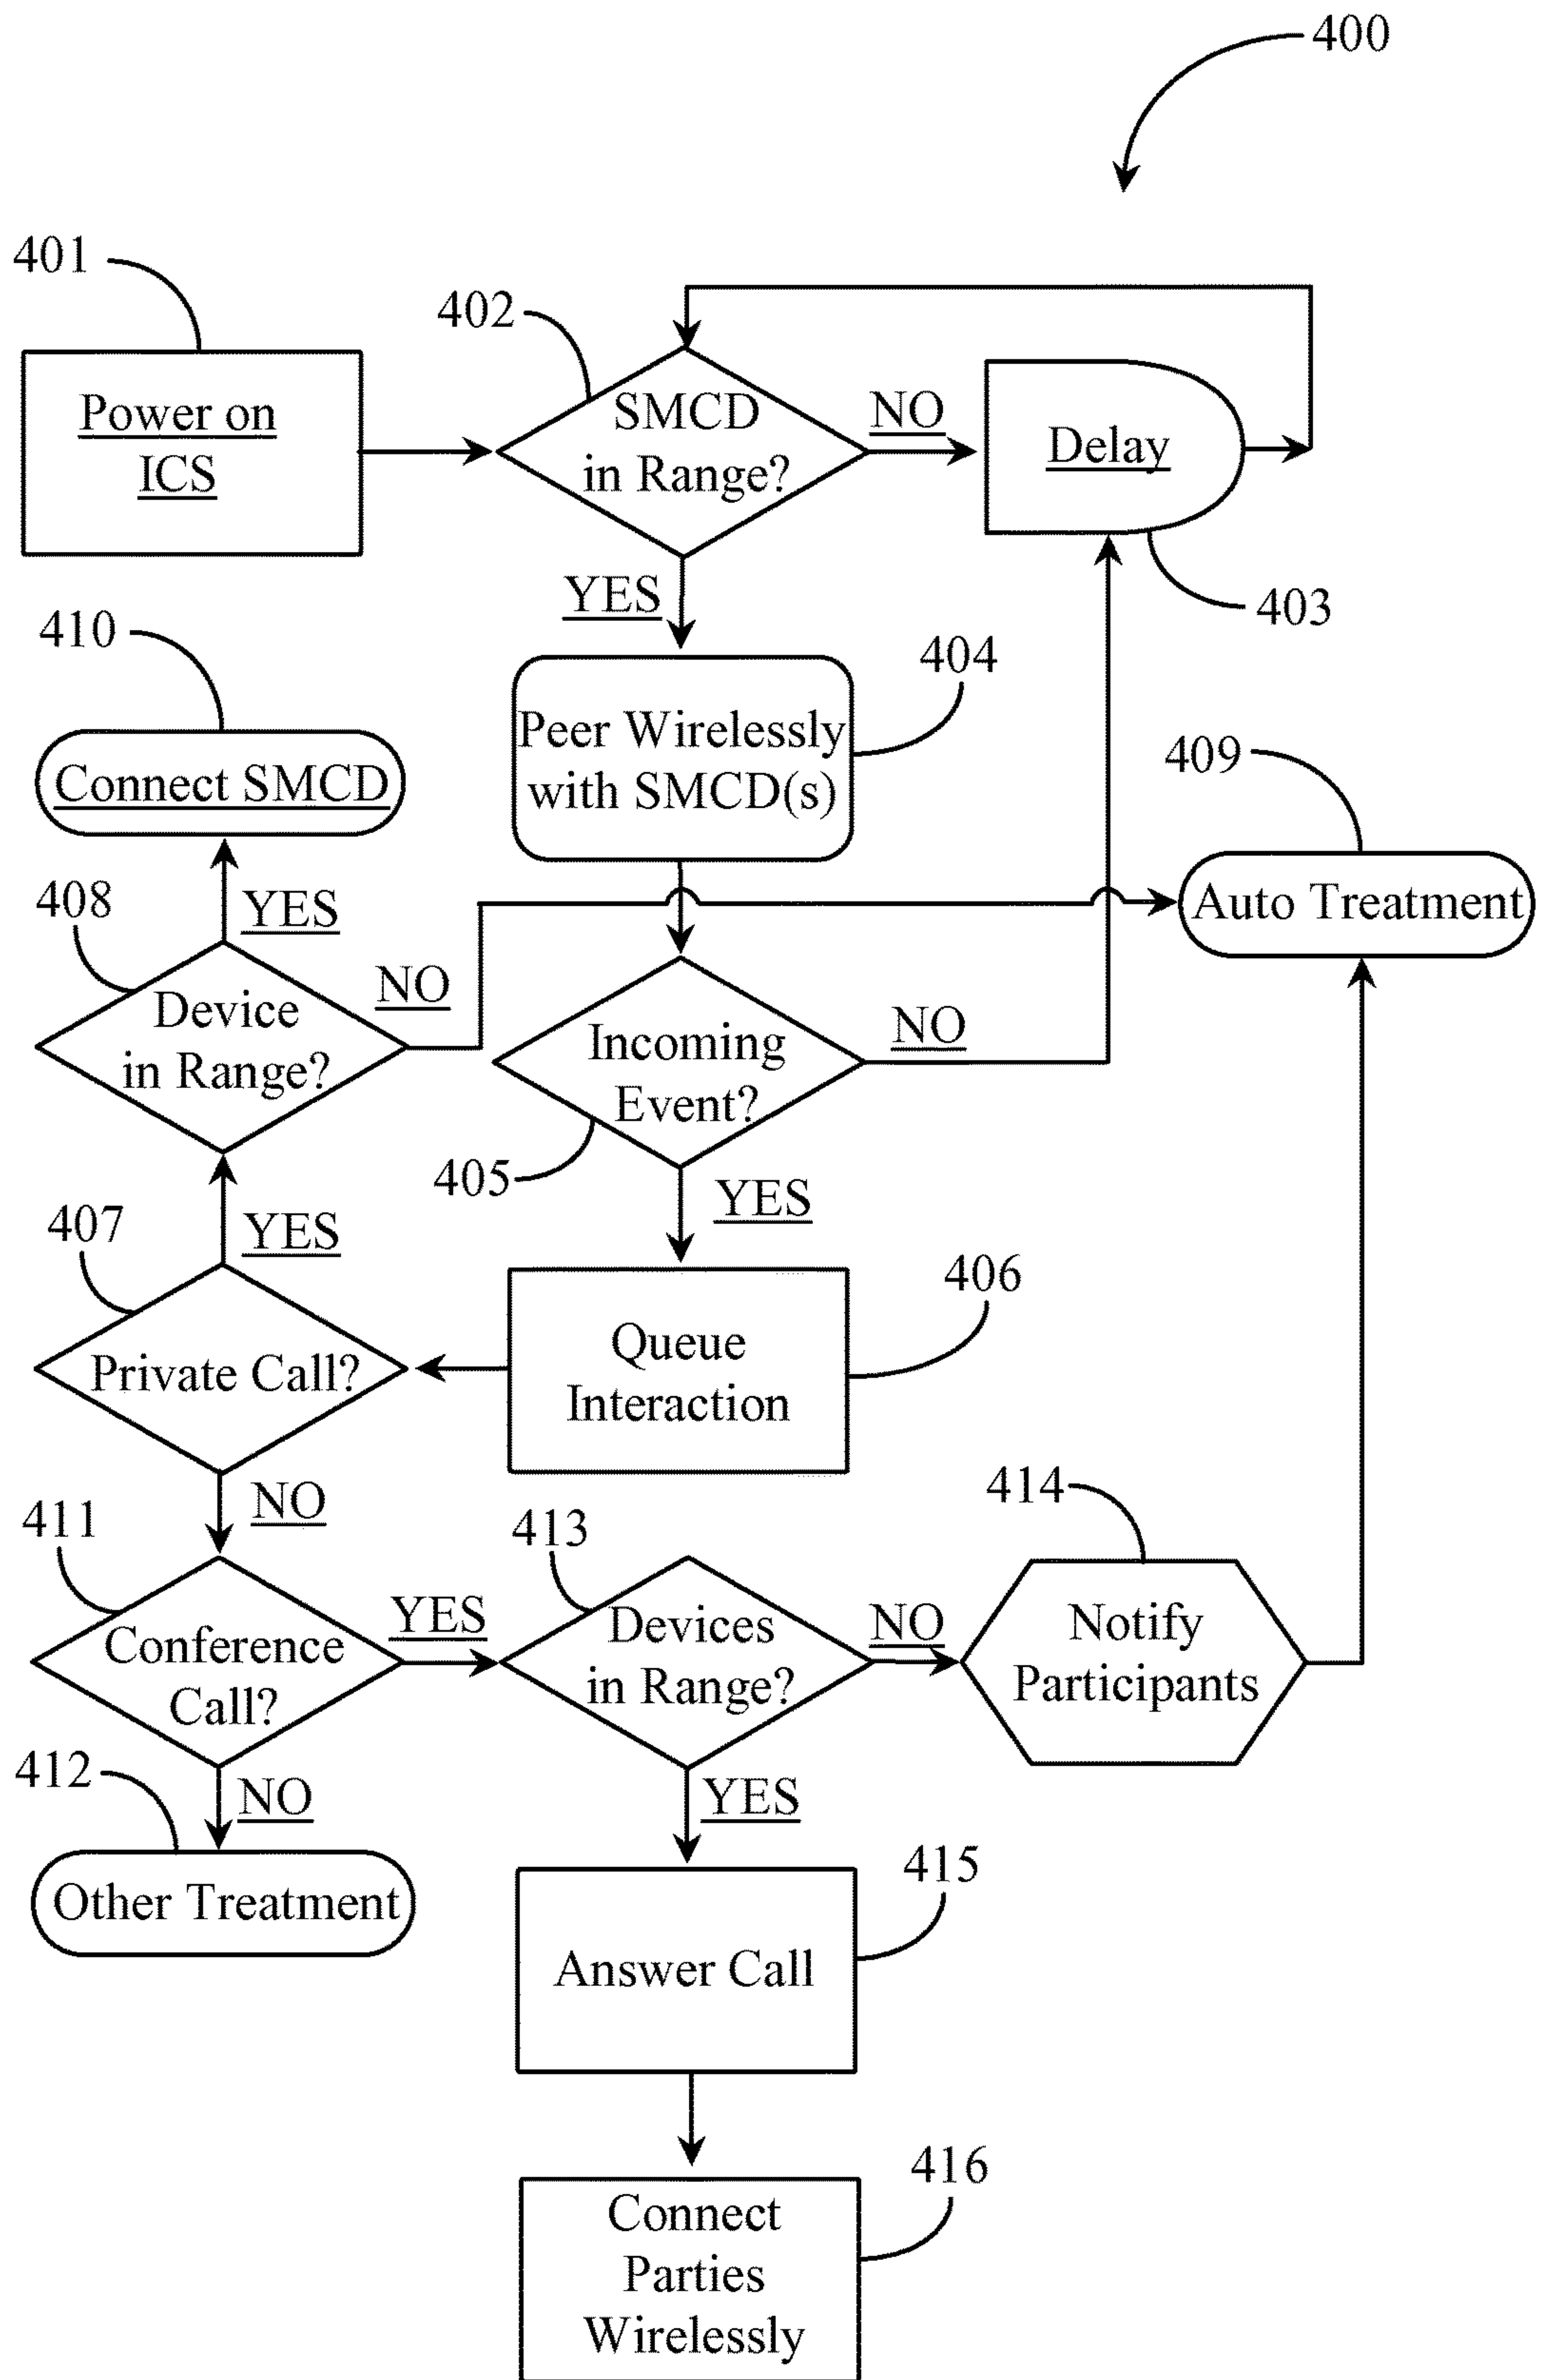 400
401
402
Power on
ICS
SMCD
in Range?
NO
Delay
YES
403
410
404
Peer Wirelessly
with SMCD(s)
409
Connect SMCD
408
YES
Auto Treatment
NO
Device
in Range?
Incoming
Event?
NO
405
YES
407
YES
406
Queue
Interaction
Private Call?
NO
414
411
413
YES
Conference
Call?
Devices
in Range?
NO
Notify
Participants
412
NO
YES
415
Other Treatment
Answer Call
416
Connect
Parties
Wirelessly